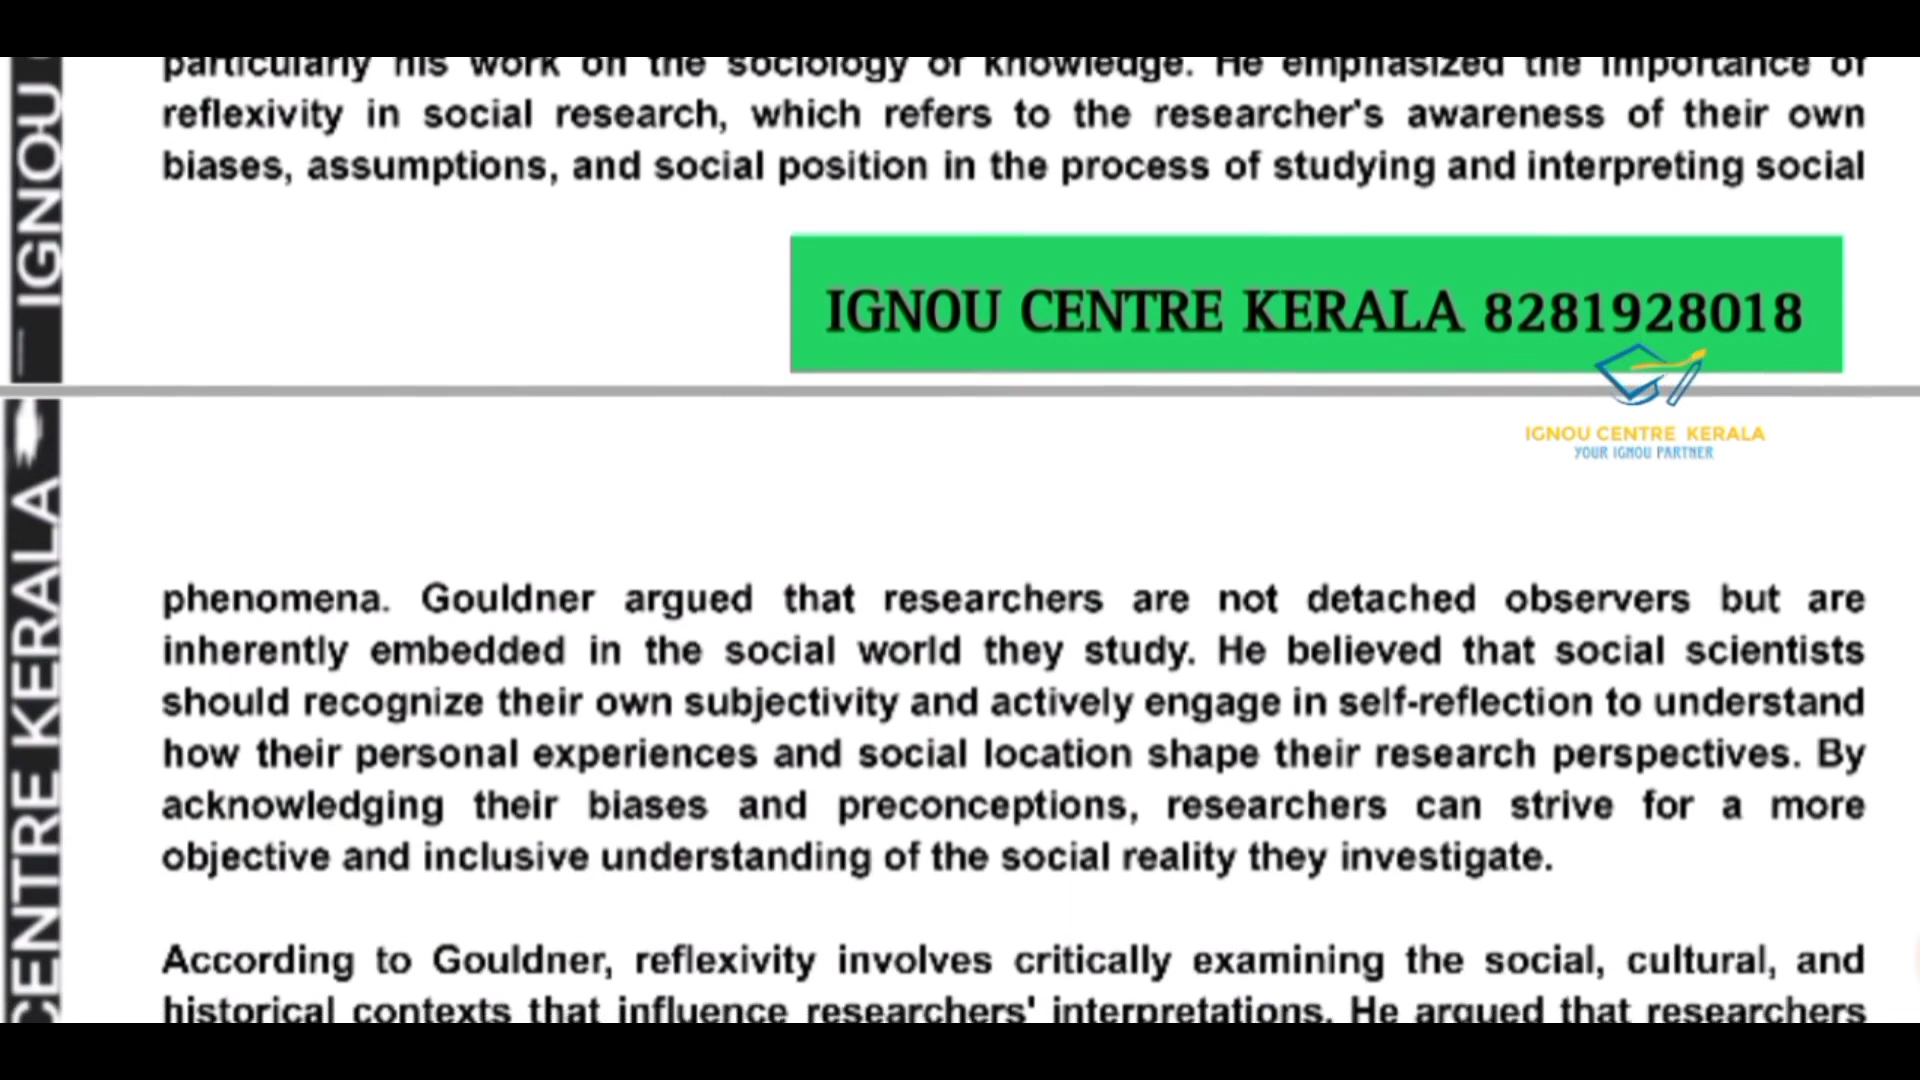 particularly his work on the sociology of knowledge. He emphasized the importance of
reflexivity in social research, which refers to the researcher's awareness of their own
biases, assumptions, and social position in the process of studying and interpreting social
IGNOU CENTRE KERALA 8281928018
IGNOU CENTRE KERALA
YOUR IGNOU PARTNER
IGNOU
CENTRE KERALA
phenomena. Gouldner argued that researchers are not detached observers but are
inherently embedded in the social world they study. He believed that social scientists
should recognize their own subjectivity and actively engage in self-reflection to understand
how their personal experiences and social location shape their research perspectives. By
acknowledging their biases and preconceptions, researchers can strive for a more
objective and inclusive understanding of the social reality they investigate.
According to Gouldner, reflexivity involves critically examining the social, cultural, and
historical contexts that influence researchers' interpretations. He argued that researchers